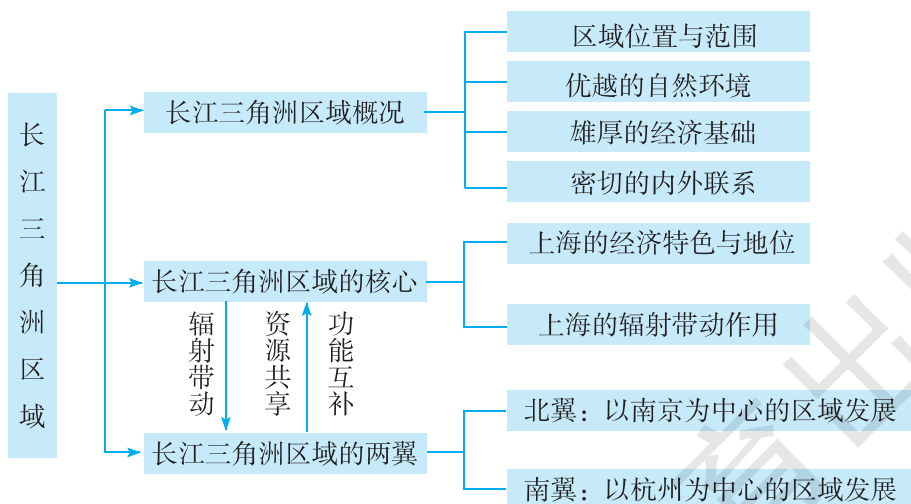 长江三角洲区域
长江三角洲区域概况
区域位置与范围
优越的自然环境
雄厚的经济基础
密切的内外联系
长江三角洲区域的核心
上海的经济特色与地位
上海的辐射带动作用
辐射带动
资源共享
功能互补
长江三角洲区域的两翼
北翼：以南京为中心的区域发展
南翼：以杭州为中心的区域发展
育出